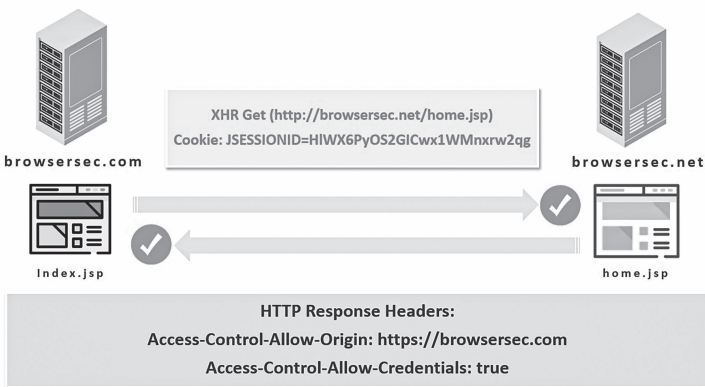 XHR Get (http://browsersec.net/home.jsp)
Cookie: JSESSIONID=HlWX6PyOS2GlCwx1WMnxrw2qg
browsersec.com
browsersec.net
Index.jsp
home.jsp
HTTP Response Headers:
Access-Control-Allow-Origin: https://browsersec.com
Access-Control-Allow-Credentials: true